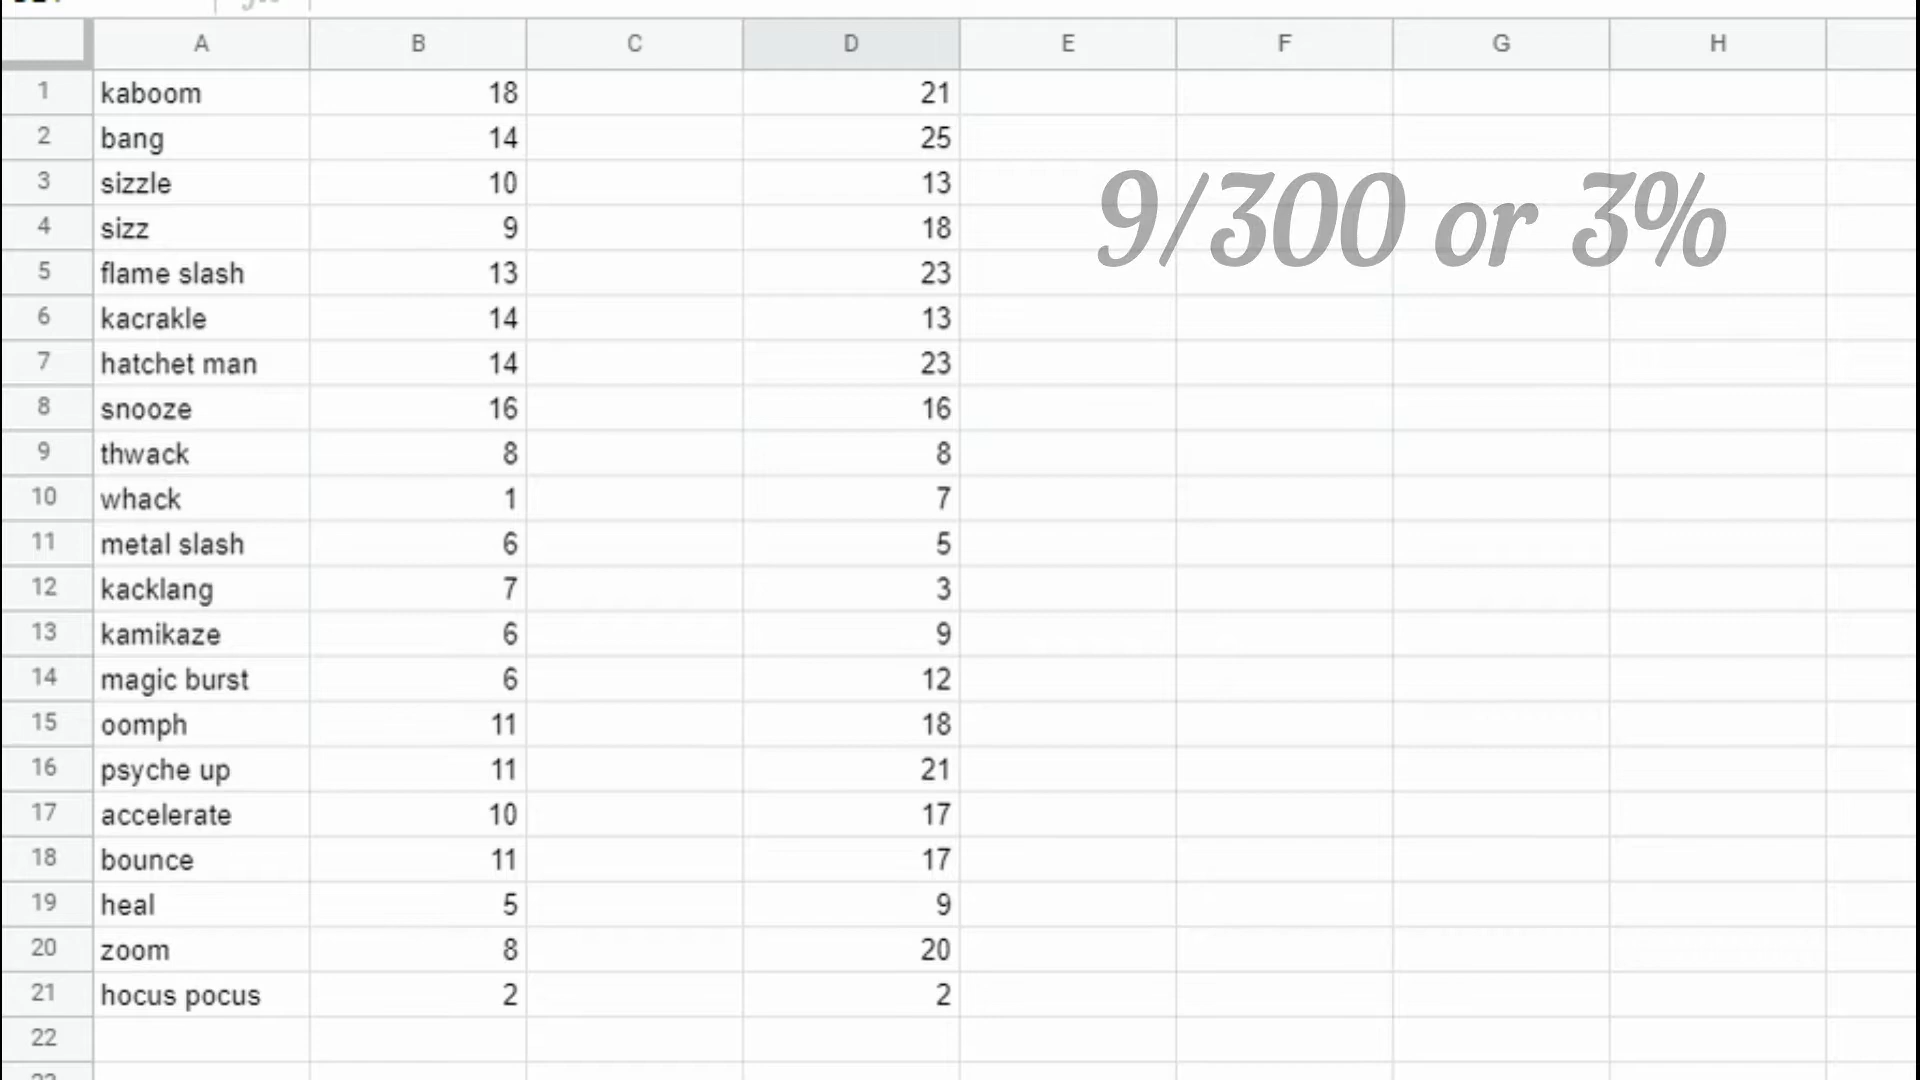 A B C D E F G H
1 kaboom 18 21
2 bang 14 25
3 sizzle 10 13
4 sizz 9 18
5 flame slash 13 23
6 kacrakle 14 13
7 hatchet man 14 23
8 snooze 16 16
9 thwack 8 8
10 whack 1 7
11 metal slash 6 5
12 kacklang 7 3
13 kamikaze 6 9
14 magic burst 6 12
15 oomph 11 18
16 psyche up 11 21
17 accelerate 10 17
18 bounce 11 17
19 heal 5 9
20 zoom 8 20
21 hocus pocus 2 2
22
9/300 or 3%